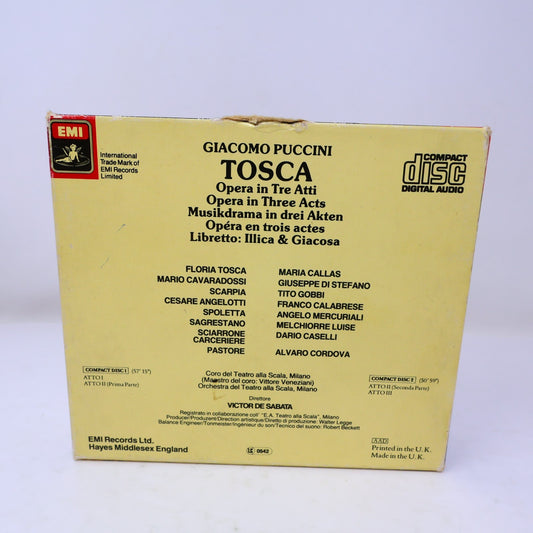 EMI
International
Trade Mark of
EMI Records
Limited
GIACOMO PUCCINI
TOSCA
Opera in Tre Atti
Opera in Three Acts
Musikdrama in drei Akten
Opéra en trois actes
Libretto: Illica & Giacosa
COMPACT
disc
DIGITAL AUDIO
FLORIA TOSCA MARIA CALLAS
MARIO CAVARADOSSI GIUSEPPE DI STEFANO
SCARPIA TITO GOBBI
CESARE ANGELOTTI FRANCO CALABRESE
SPOLETTA ANGELO MERCURIALI
SAGRESTANO MELCHIORRE LUISE
SCIARRONE DARIO CASELLI
CARCERIERE
PASTORE ALVARO CORDOVA
COMPACT DISC 1 (57' 15")
ATTO I
ATTO II (Prima Parte)
Coro del Teatro alla Scala, Milano
(Maestro del coro: Vittore Veneziani)
Orchestra del Teatro alla Scala, Milano
COMPACT DISC 2 (50' 59")
ATTO II (Seconda Parte)
ATTO III
Direttore
VICTOR DE SABATA
Registrato in collaborazione coll' "E.A. Teatro alla Scala", Milano
Producer/Produzent/Direction artistique/Diretto di produzione: Walter Legge
Balance Engineer/Tonmeister/Ingénieur du son/Tecnico del suono: Robert Beckett
EMI Records Ltd.
Hayes Middlesex England
0642
AAD
Printed in the U.K.
Made in the U.K.